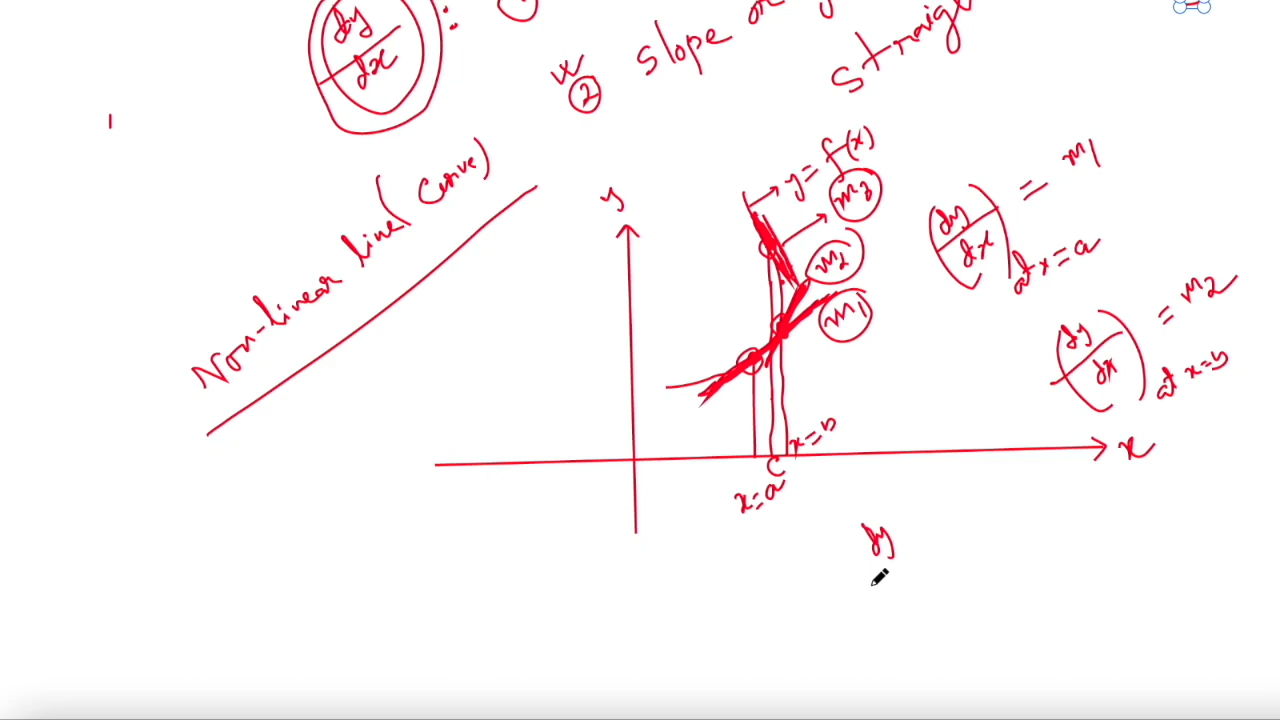 dy/dx :
② slope
Non-linear line (Curve)
y
y = f(x)
m3
m2
m1
(dy/dx) at x=a = m1
(dy/dx) at x=b = m2
x=b
C
x=a
x
dy